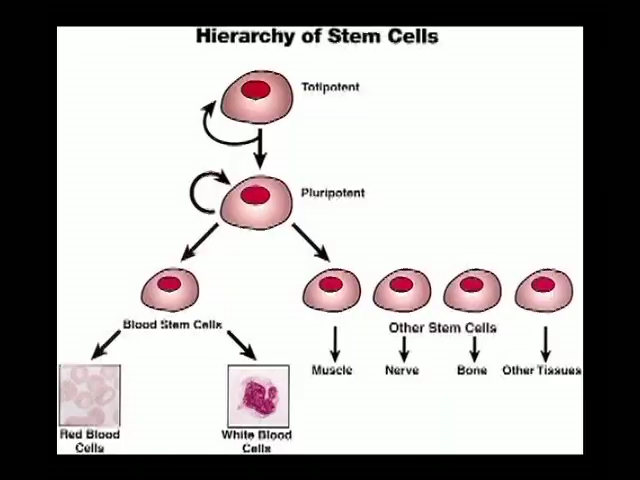 Hierarchy of Stem Cells
Totipotent
Pluripotent
Blood Stem Cells
Other Stem Cells
Muscle
Nerve
Bone
Other Tissues
Red Blood
Cells
White Blood
Cells